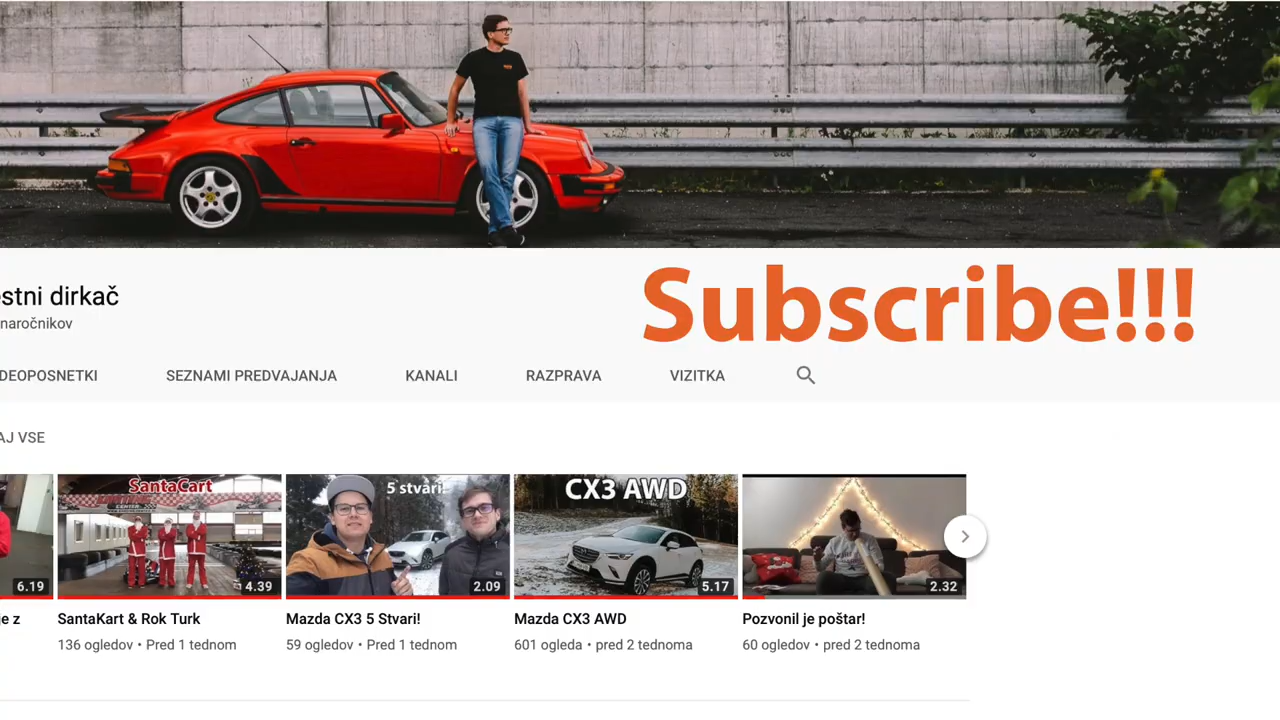 Subscribe!!!
estni dirkač
naročnikov
DEOPOSNETKI
SEZNAMI PREDVAJANJA
KANALI
RAZPRAVA
VIZITKA
AJ VSE
SantaCart
5 stvari!
CX3 AWD
6.19
4.39
2.09
5.17
2.32
je z
SantaKart & Rok Turk
Mazda CX3 5 Stvari!
Mazda CX3 AWD
Pozvonil je poštar!
136 ogledov • Pred 1 tednom
59 ogledov • Pred 1 tednom
601 ogleda • pred 2 tednoma
60 ogledov • pred 2 tednoma